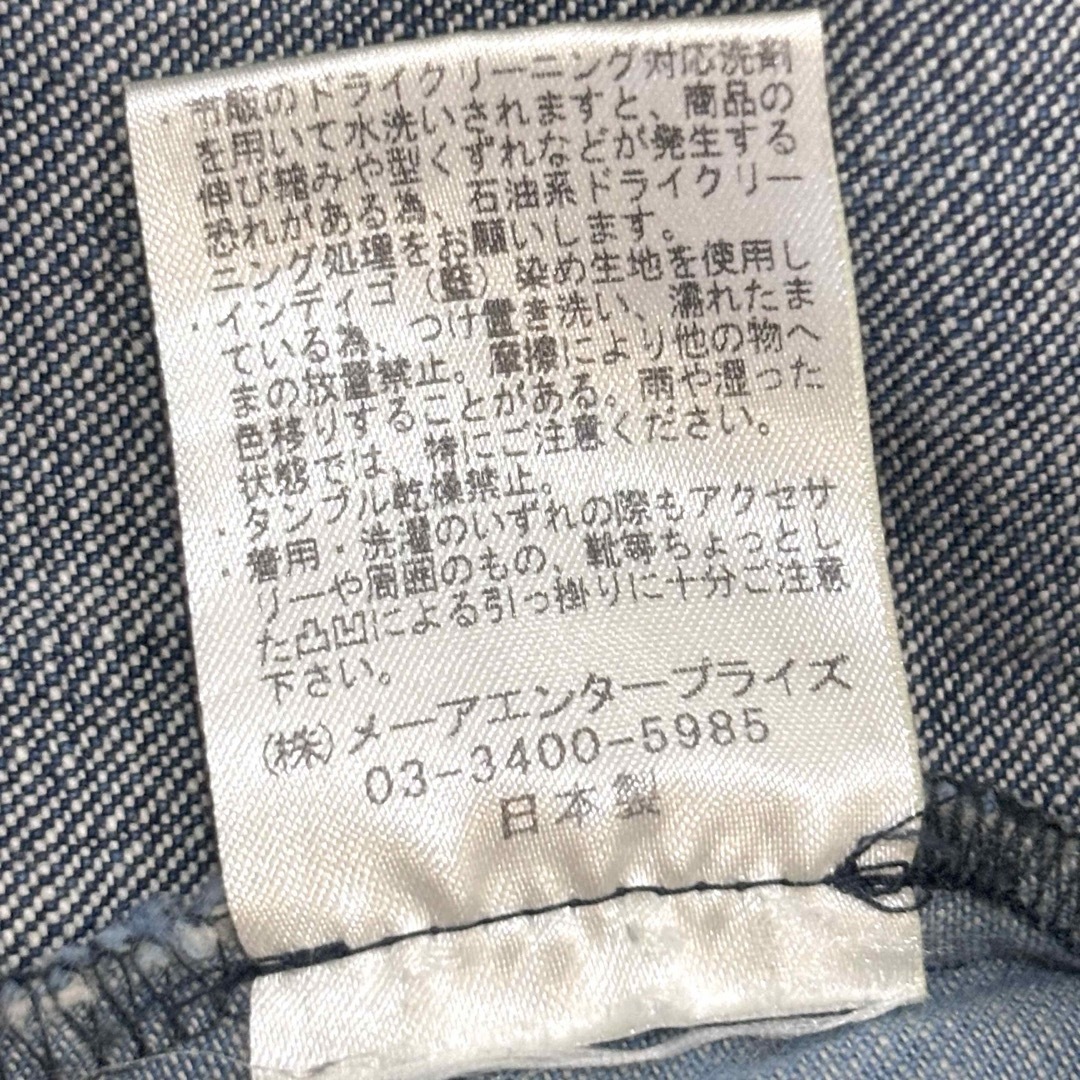 ・市販のドライクリーニング対応洗剤
を用いて水洗いされますと、商品の
伸び縮みや型くずれなどが発生する
恐れがある為、石油系ドライクリー
ニング処理を、お願いします。
・インディゴ(藍)染め生地を使用し
ている為、つけ置き洗い、濡れたま
まの放置禁止。摩擦により他の物へ
色移りすることがある。雨や湿った
状態では、特にご注意ください。
・タンブル乾燥禁止。
・着用・洗濯のいずれの際もアクセサ
リーや周囲のもの、靴等ちょっとし
た凸凹による引っ掛りに十分ご注意
下さい。
(株)メーアエンタープライズ
03-3400-5985
日本製